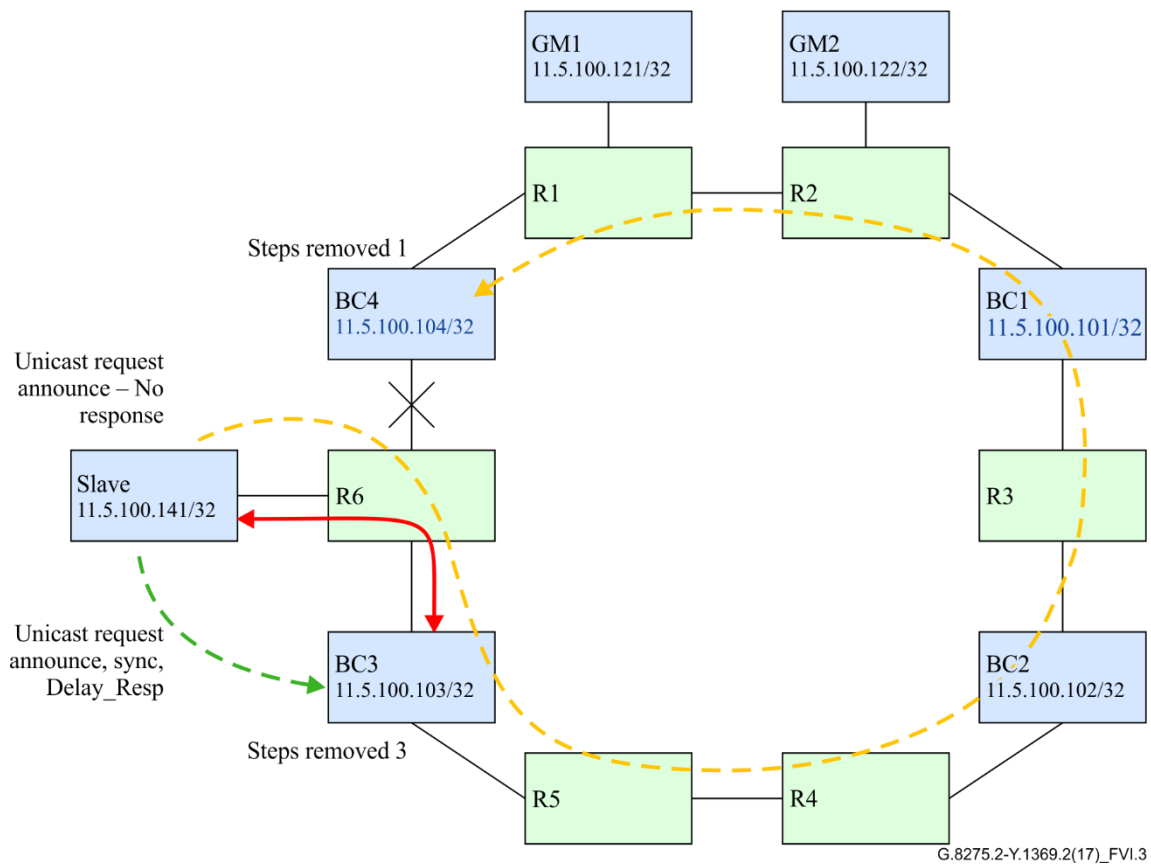 GM1
11.5.100.121/32
GM2
11.5.100.122/32
R1
R2
Steps removed 1
BC4
11.5.100.104/32
BC1
11.5.100.101/32
Unicast request
announce – No
response
Slave
11.5.100.141/32
R6
R3
Unicast request
announce, sync,
Delay_Resp
BC3
11.5.100.103/32
BC2
11.5.100.102/32
Steps removed 3
R5
R4
G.8275.2-Y.1369.2(17)_FVI.3